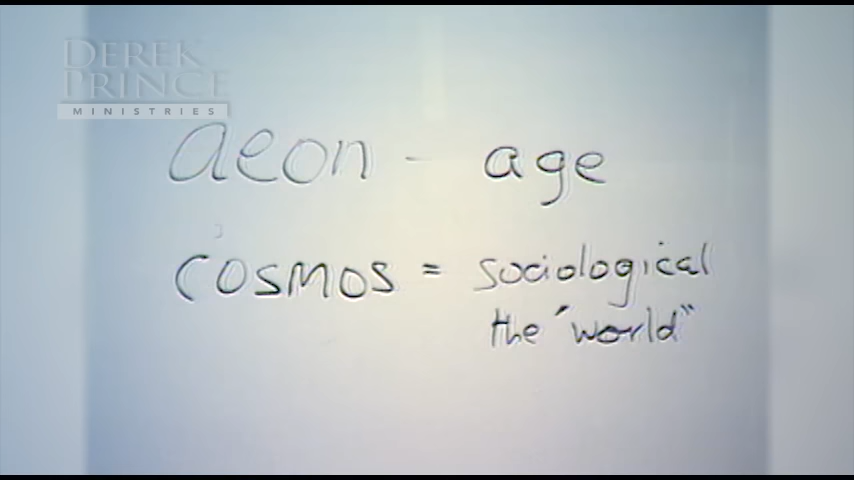 DEREK
PRINCE
MINISTRIES
aeon - age
cosmos = sociological
the "world"